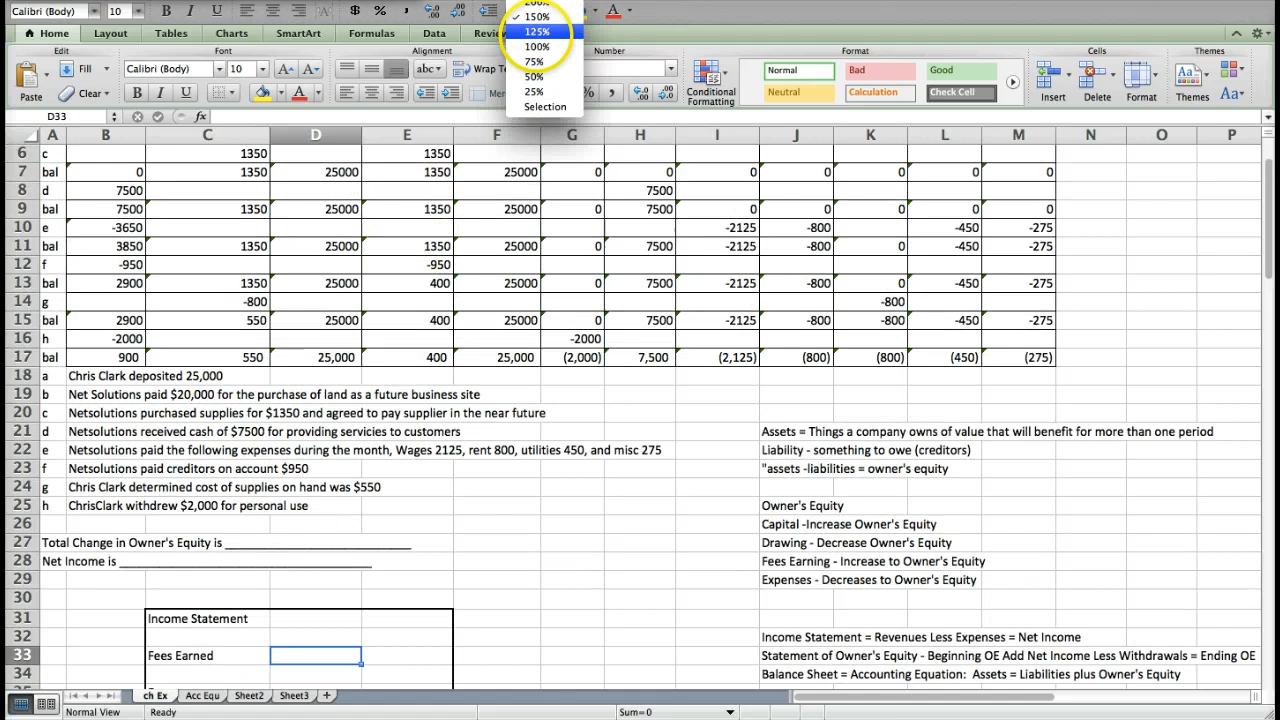 Calibri (Body) 10 B I U $ % ,
200%
150%
125%
100%
75%
50%
25%
Selection
Home Layout Tables Charts SmartArt Formulas Data
Edit Font Alignment Number Format Cells Themes
Paste Fill Clear Calibri (Body) 10 A A abc Wrap Conditional Formatting Normal Bad Good Insert Delete Format Themes Aa
B I U A Neutral Calculation Check Cell
D33 fx
A B C D E F G H I J K L M N O P
6 c 1350 1350
7 bal 0 1350 25000 1350 25000 0 0 0 0 0 0 0
8 d 7500 7500
9 bal 7500 1350 25000 1350 25000 0 7500 0 0 0 0 0
10 e -3650 -2125 -800 -450 -275
11 bal 3850 1350 25000 1350 25000 0 7500 -2125 -800 0 -450 -275
12 f -950 -950
13 bal 2900 1350 25000 400 25000 0 7500 -2125 -800 0 -450 -275
14 g -800 -800
15 bal 2900 550 25000 400 25000 0 7500 -2125 -800 -800 -450 -275
16 h -2000 -2000
17 bal 900 550 25,000 400 25,000 (2,000) 7,500 (2,125) (800) (800) (450) (275)
18 a Chris Clark deposited 25,000
19 b Net Solutions paid $20,000 for the purchase of land as a future business site
20 c Netsolutions purchased supplies for $1350 and agreed to pay supplier in the near future
21 d Netsolutions received cash of $7500 for providing servicies to customers Assets = Things a company owns of value that will benefit for more than one period
22 e Netsolutions paid the following expenses during the month, Wages 2125, rent 800, utilities 450, and misc 275 Liability - something to owe (creditors)
23 f Netsolutions paid creditors on account $950 "assets -liabilities = owner's equity
24 g Chris Clark determined cost of supplies on hand was $550
25 h ChrisClark withdrew $2,000 for personal use Owner's Equity
26 Capital -Increase Owner's Equity
27 Total Change in Owner's Equity is ____________ Drawing - Decrease Owner's Equity
28 Net Income is ____________ Fees Earning - Increase to Owner's Equity
29 Expenses - Decreases to Owner's Equity
30
31 Income Statement
32 Income Statement = Revenues Less Expenses = Net Income
33 Fees Earned Statement of Owner's Equity - Beginning OE Add Net Income Less Withdrawals = Ending OE
34 Balance Sheet = Accounting Equation: Assets = Liabilities plus Owner's Equity
ch Ex Acc Equ Sheet2 Sheet3 +
Normal View Ready Sum=0